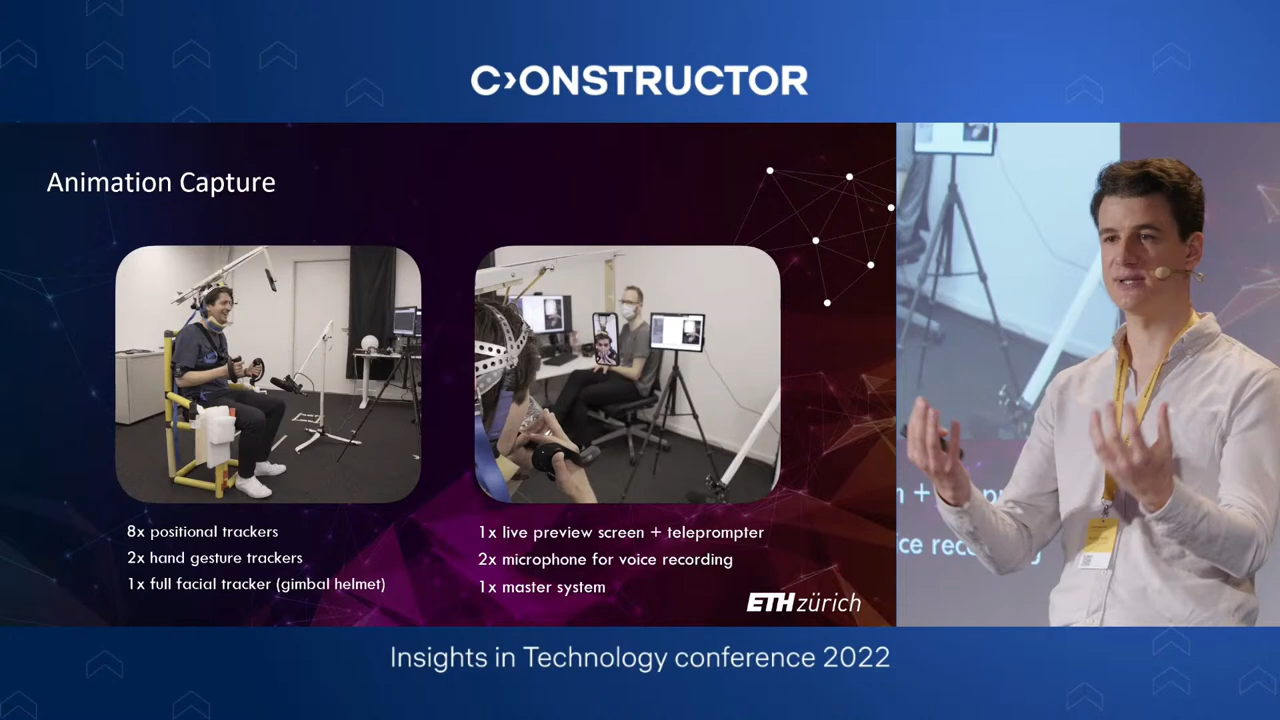 C›ONSTRUCTOR
Animation Capture
8x positional trackers
2x hand gesture trackers
1x full facial tracker (gimbal helmet)
1x live preview screen + teleprompter
2x microphone for voice recording
1x master system
ETH zürich
Insights in Technology conference 2022